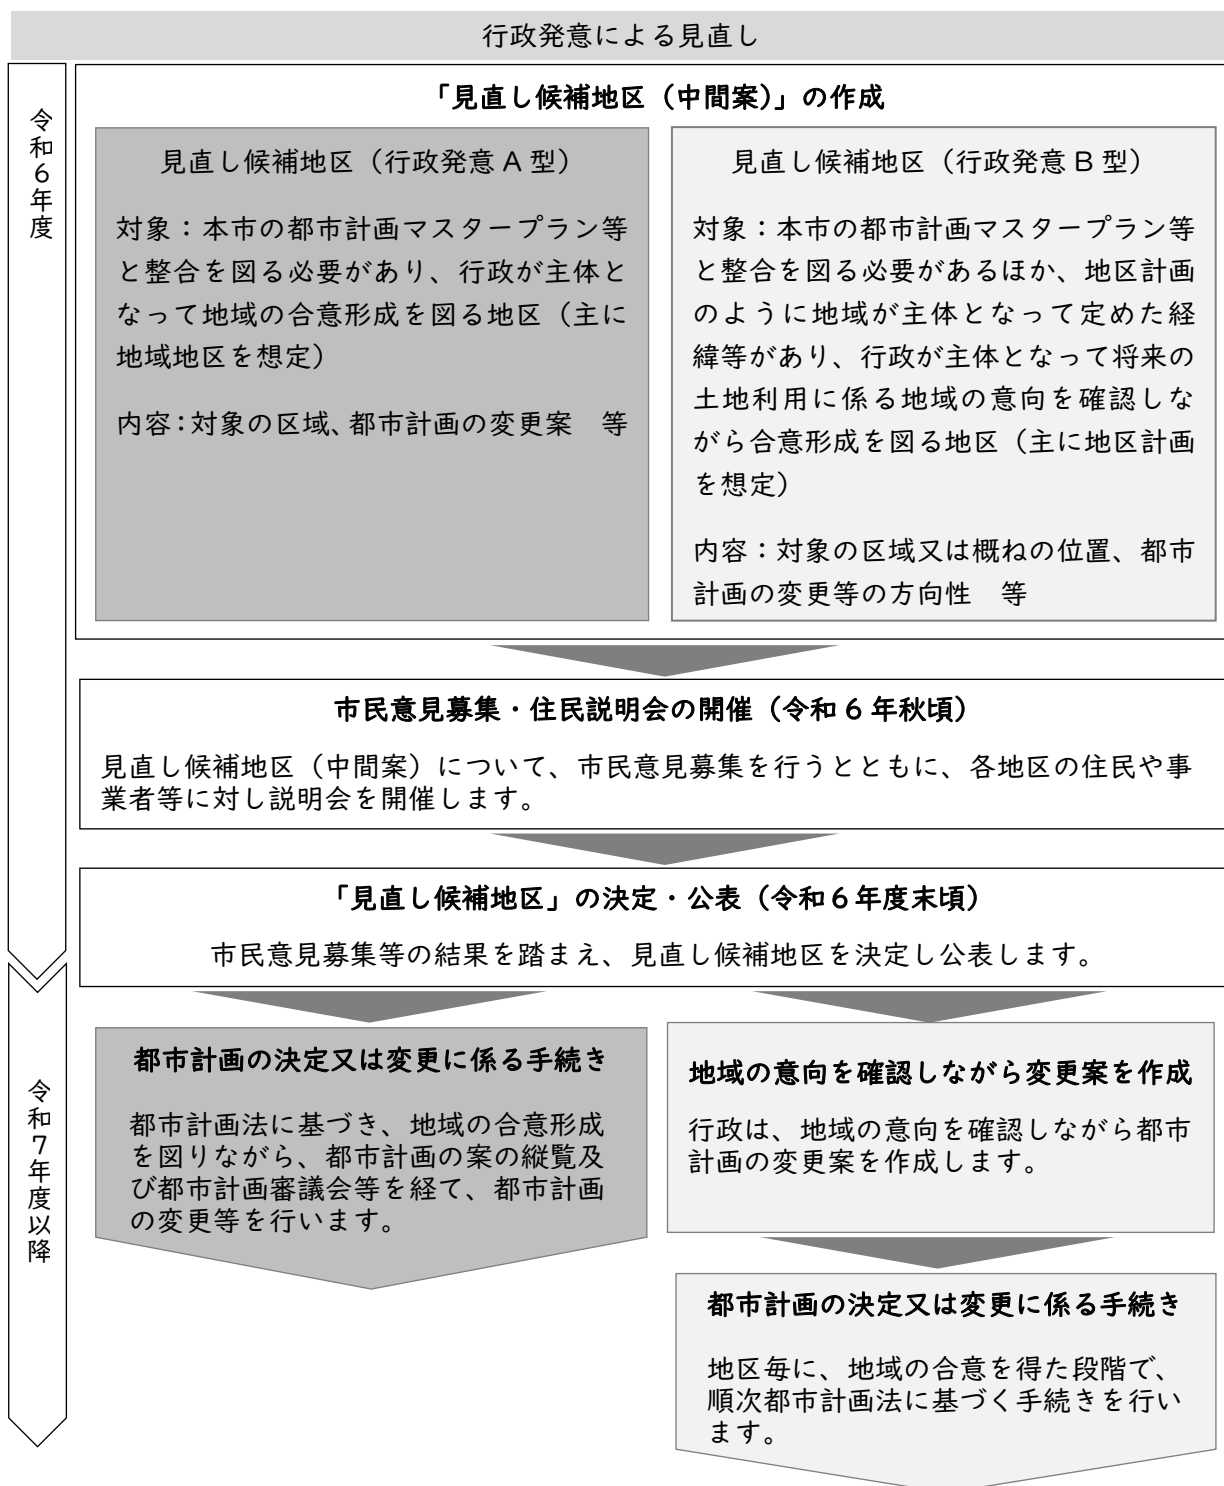 行政発意による見直し
令和6年度
「見直し候補地区（中間案）」の作成
見直し候補地区（行政発意A型）
対象：本市の都市計画マスタープラン等
と整合を図る必要があり、行政が主体と
なって地域の合意形成を図る地区（主に
地域地区を想定）
内容：対象の区域、都市計画の変更案　等
見直し候補地区（行政発意B型）
対象：本市の都市計画マスタープラン等
と整合を図る必要があるほか、地区計画
のように地域が主体となって定めた経
緯等があり、行政が主体となって将来の
土地利用に係る地域の意向を確認しな
がら合意形成を図る地区（主に地区計画
を想定）
内容：対象の区域又は概ねの位置、都市
計画の変更等の方向性　等
市民意見募集・住民説明会の開催（令和6年秋頃）
見直し候補地区（中間案）について、市民意見募集を行うとともに、各地区の住民や事
業者等に対し説明会を開催します。
「見直し候補地区」の決定・公表（令和6年度末頃）
市民意見募集等の結果を踏まえ、見直し候補地区を決定し公表します。
令和7年度以降
都市計画の決定又は変更に係る手続き
都市計画法に基づき、地域の合意形成
を図りながら、都市計画の案の縦覧及
び都市計画審議会等を経て、都市計画
の変更等を行います。
地域の意向を確認しながら変更案を作成
行政は、地域の意向を確認しながら都市
計画の変更案を作成します。
都市計画の決定又は変更に係る手続き
地区毎に、地域の合意を得た段階で、
順次都市計画法に基づく手続きを行い
ます。